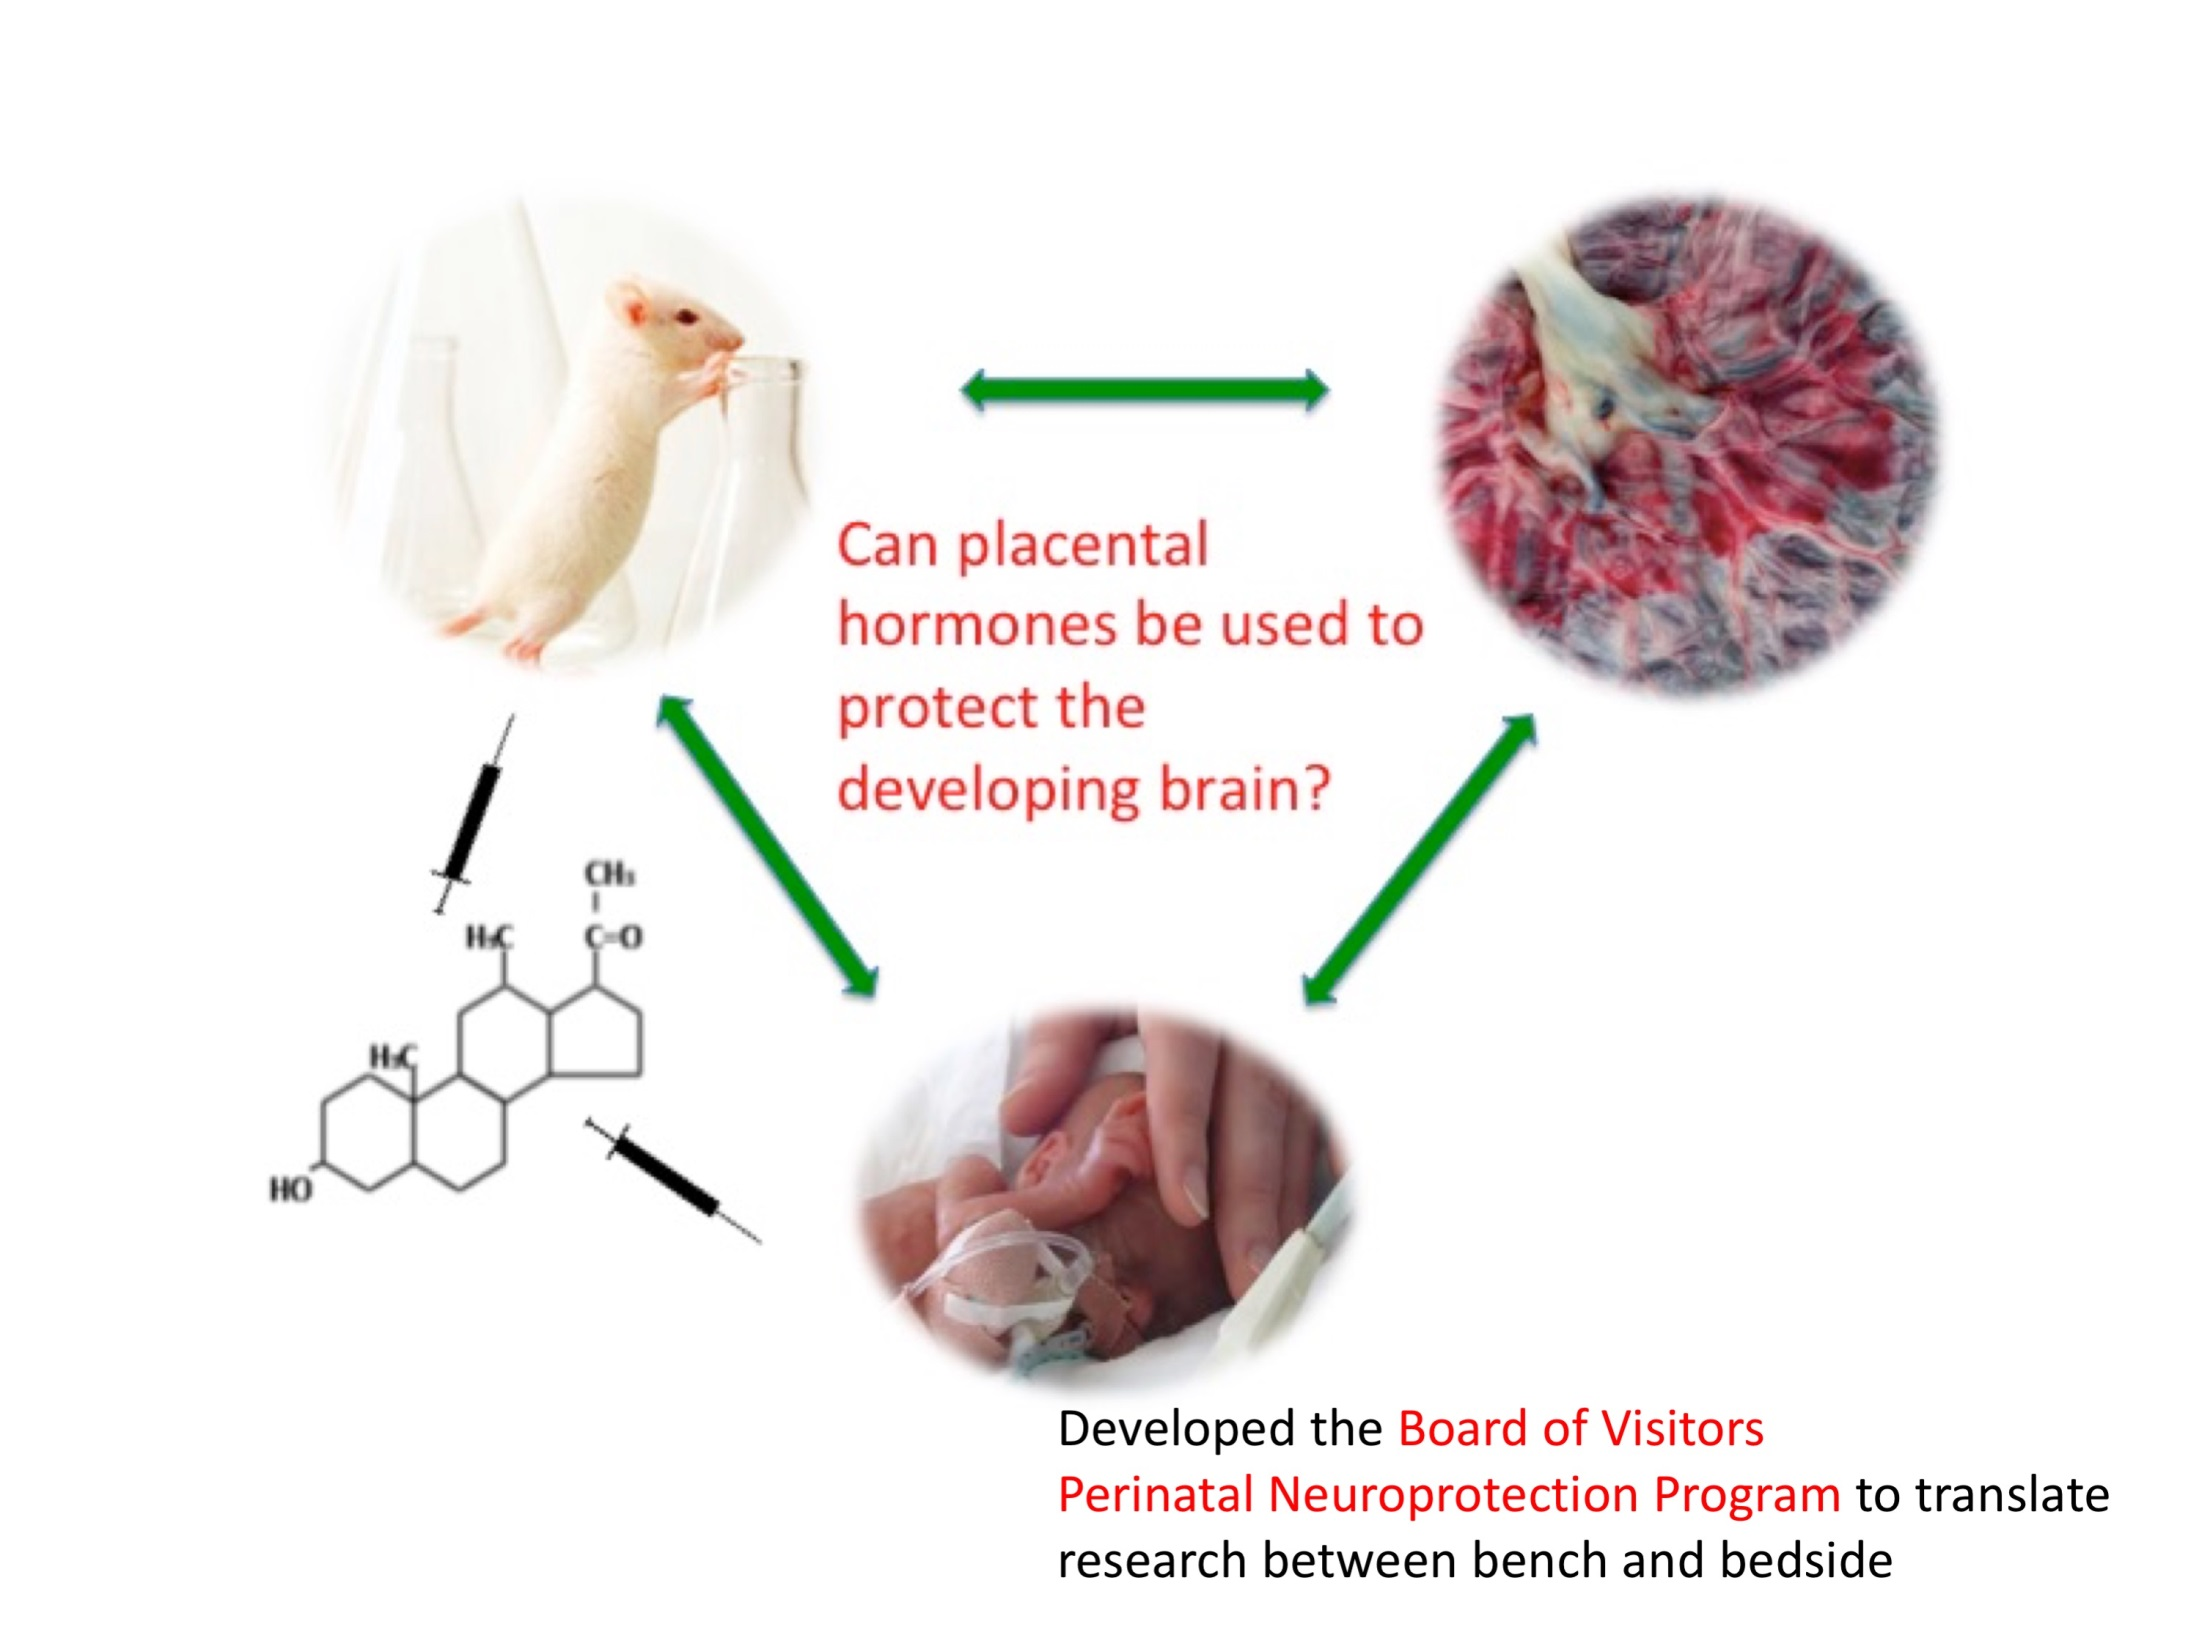 Can placental
hormones be used to
protect the
developing brain?
CH₃
H₃C
C=O
H₃C
HO
Developed the Board of Visitors
Perinatal Neuroprotection Program to translate
research between bench and bedside